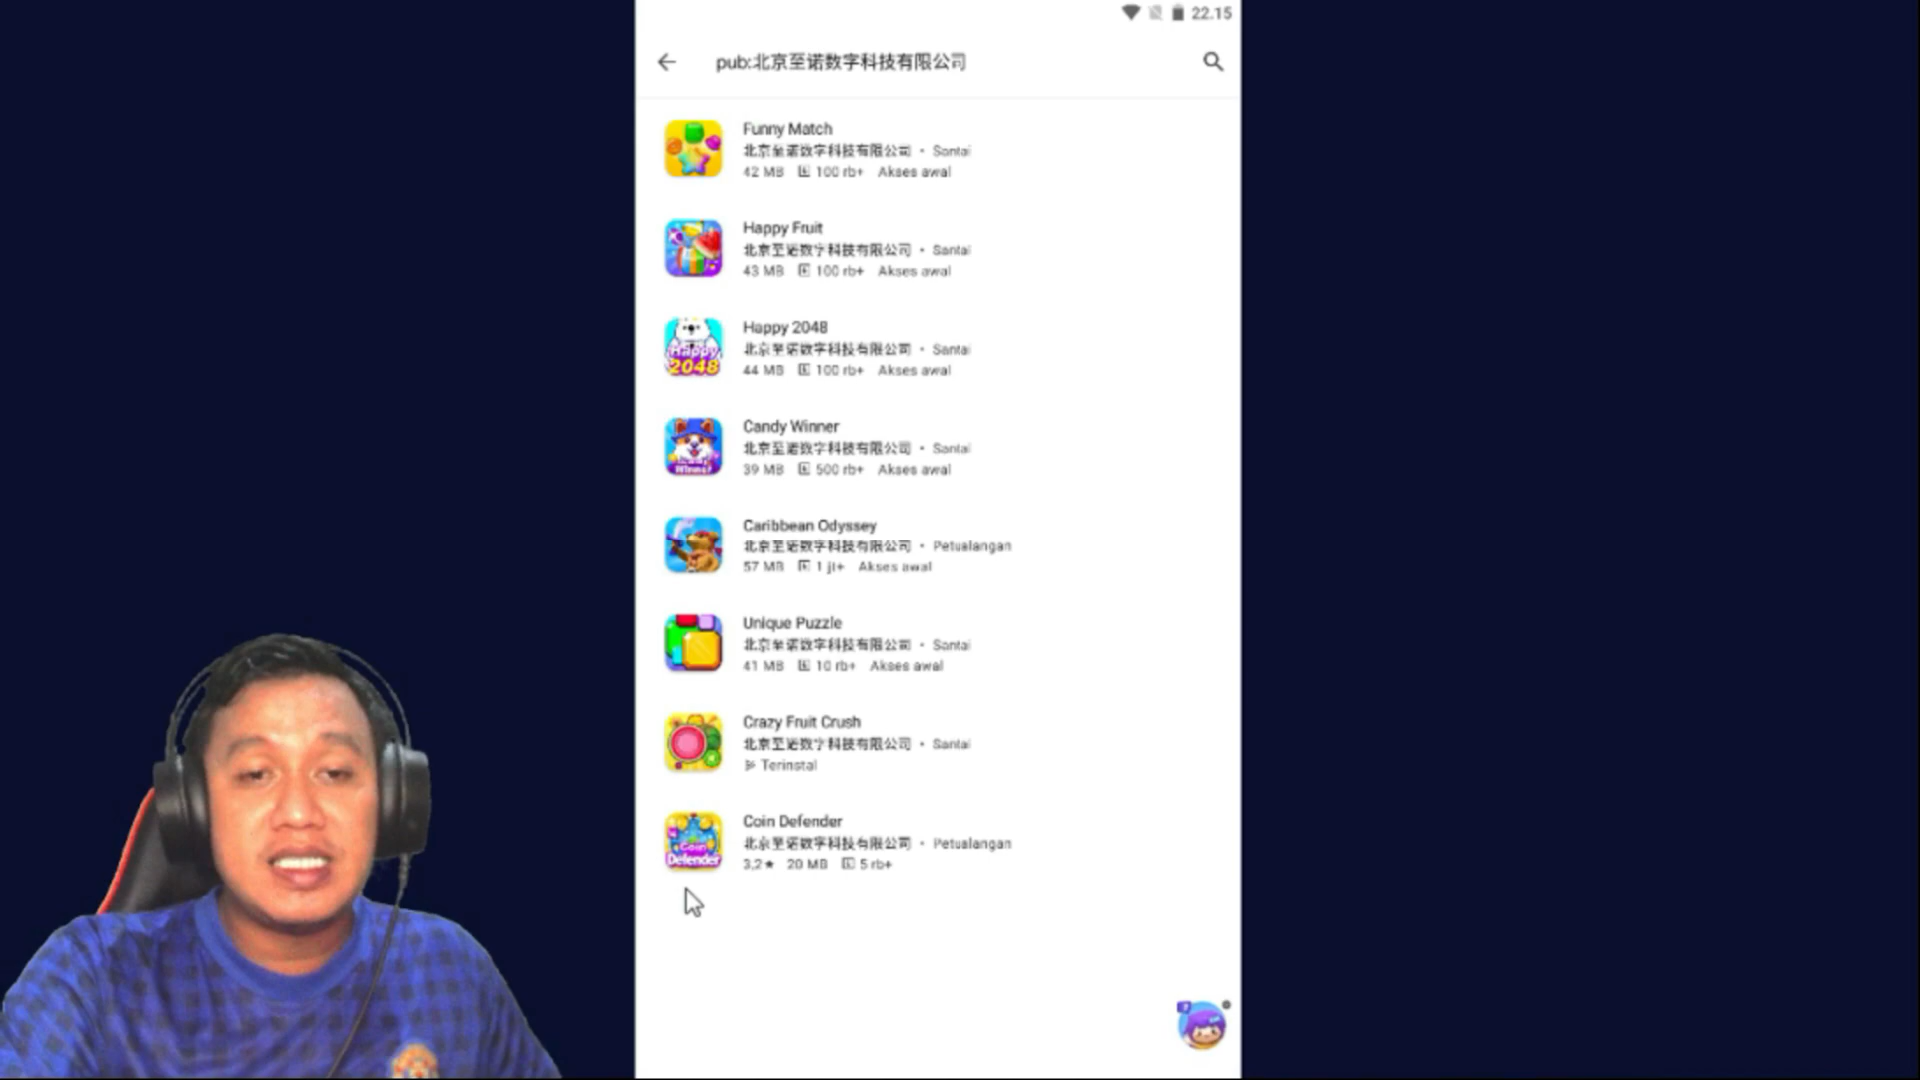 22.15
pub:北京至诺数字科技有限公司
Funny Match
北京至诺数字科技有限公司 • Santai
42 MB 100 rb+ Akses awal
Happy Fruit
北京至诺数字科技有限公司 • Santai
43 MB 100 rb+ Akses awal
Happy 2048
Happy
2048
北京至诺数字科技有限公司 • Santai
44 MB 100 rb+ Akses awal
Candy Winner
Winner
北京至诺数字科技有限公司 • Santai
39 MB 500 rb+ Akses awal
Caribbean Odyssey
北京至诺数字科技有限公司 • Petualangan
57 MB 1 jt+ Akses awal
Unique Puzzle
北京至诺数字科技有限公司 • Santai
41 MB 10 rb+ Akses awal
Crazy Fruit Crush
北京至诺数字科技有限公司 • Santai
Terinstal
Coin Defender
Coin
Defender
北京至诺数字科技有限公司 • Petualangan
3,2★ 20 MB 5 rb+